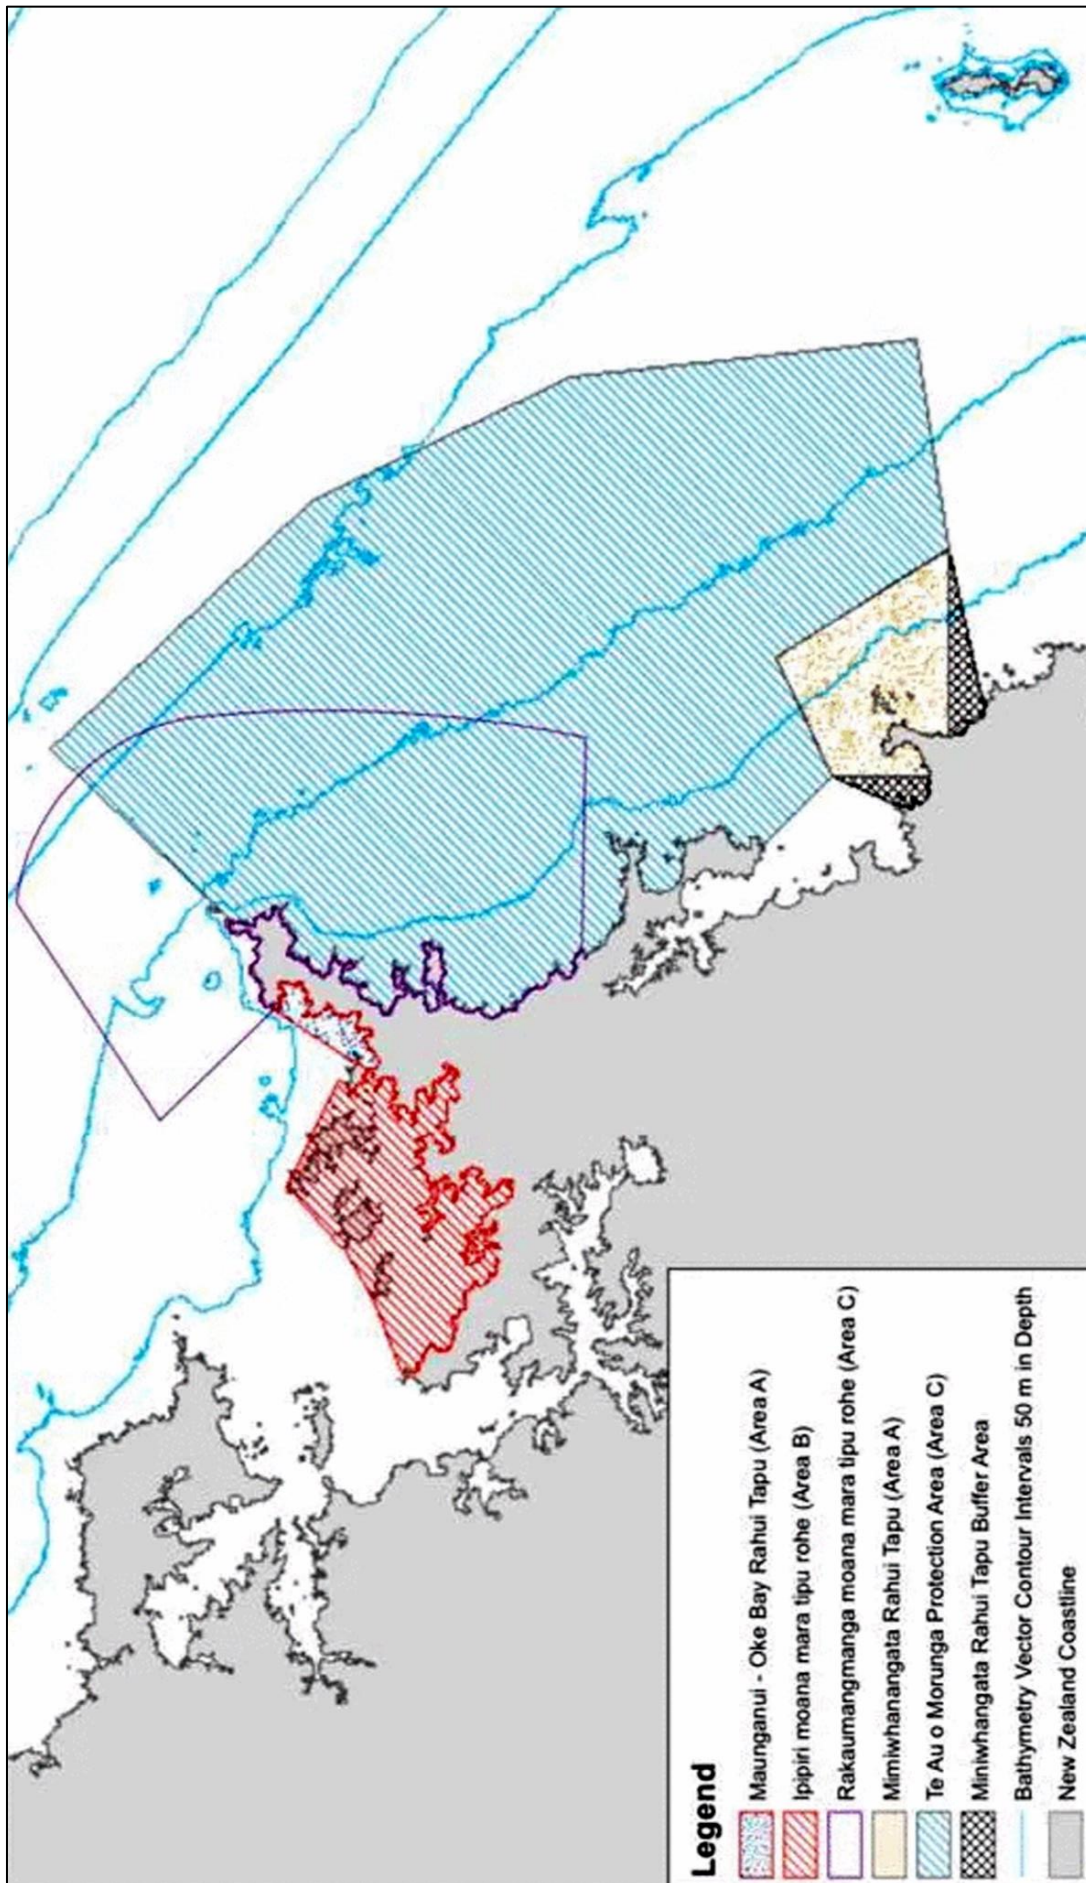 Legend
Maunganui - Oke Bay Rahui Tapu (Area A)
Ipipiri moana mara tipu rohe (Area B)
Rakaumangmanga moana mara tipu rohe (Area C)
Mimiwhanangata Rahui Tapu (Area A)
Te Au o Morunga Protection Area (Area C)
Miniwhangata Rahui Tapu Buffer Area
Bathymetry Vector Contour Intervals 50 m in Depth
New Zealand Coastline